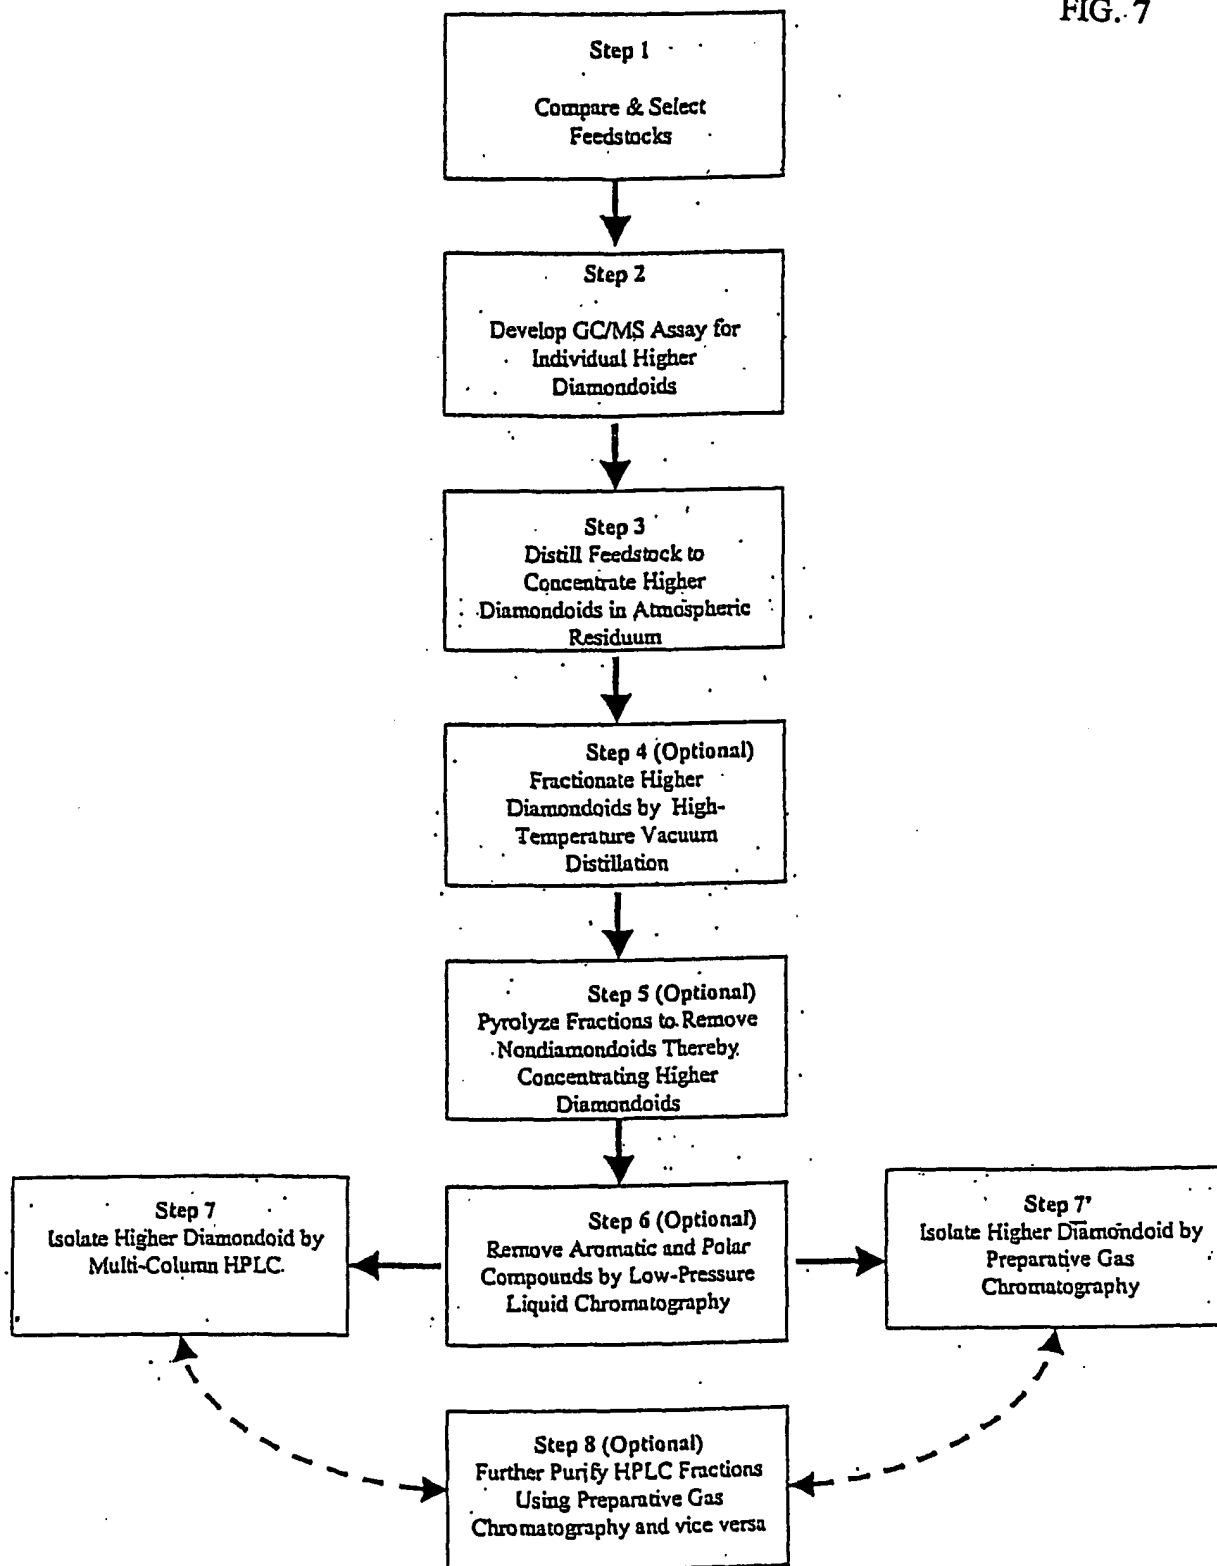 FIG. 7
Step 1
Compare & Select
Feedstocks
Step 2
Develop GC/MS Assay for
Individual Higher
Diamondoids
Step 3
Distill Feedstock to
Concentrate Higher
Diamondoids in Atmospheric
Residuum
Step 4 (Optional)
Fractionate Higher
Diamondoids by High-
Temperature Vacuum
Distillation
Step 5 (Optional)
Pyrolyze Fractions to Remove
Nondiamondoids Thereby
Concentrating Higher
Diamondoids
Step 6 (Optional)
Remove Aromatic and Polar
Compounds by Low-Pressure
Liquid Chromatography
Step 7
Isolate Higher Diamondoid by
Multi-Column HPLC
Step 7'
Isolate Higher Diamondoid by
Preparative Gas
Chromatography
Step 8 (Optional)
Further Purify HPLC Fractions
Using Preparative Gas
Chromatography and vice versa